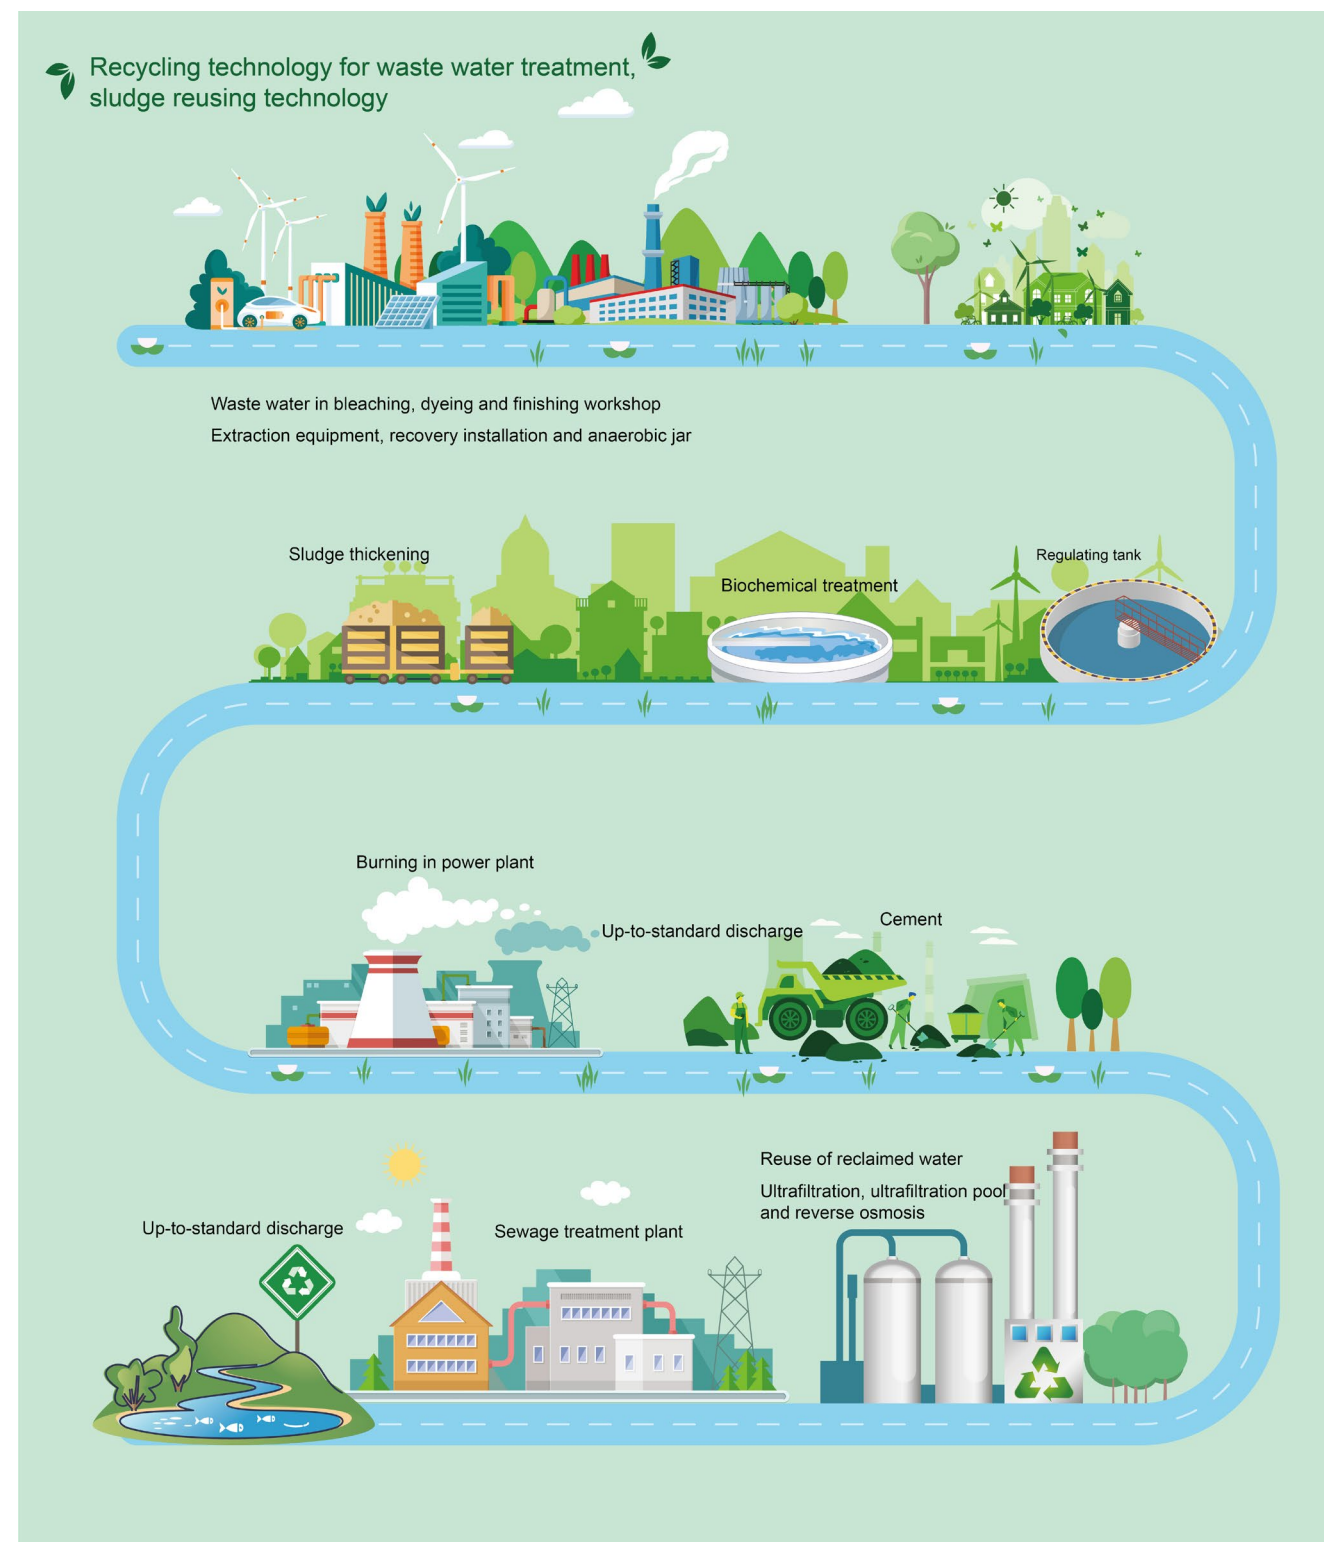 Recycling technology for waste water treatment,
sludge reusing technology
Waste water in bleaching, dyeing and finishing workshop
Extraction equipment, recovery installation and anaerobic jar
Sludge thickening
Biochemical treatment
Regulating tank
Burning in power plant
Up-to-standard discharge
Cement
Up-to-standard discharge
Sewage treatment plant
Reuse of reclaimed water
Ultrafiltration, ultrafiltration pool
and reverse osmosis